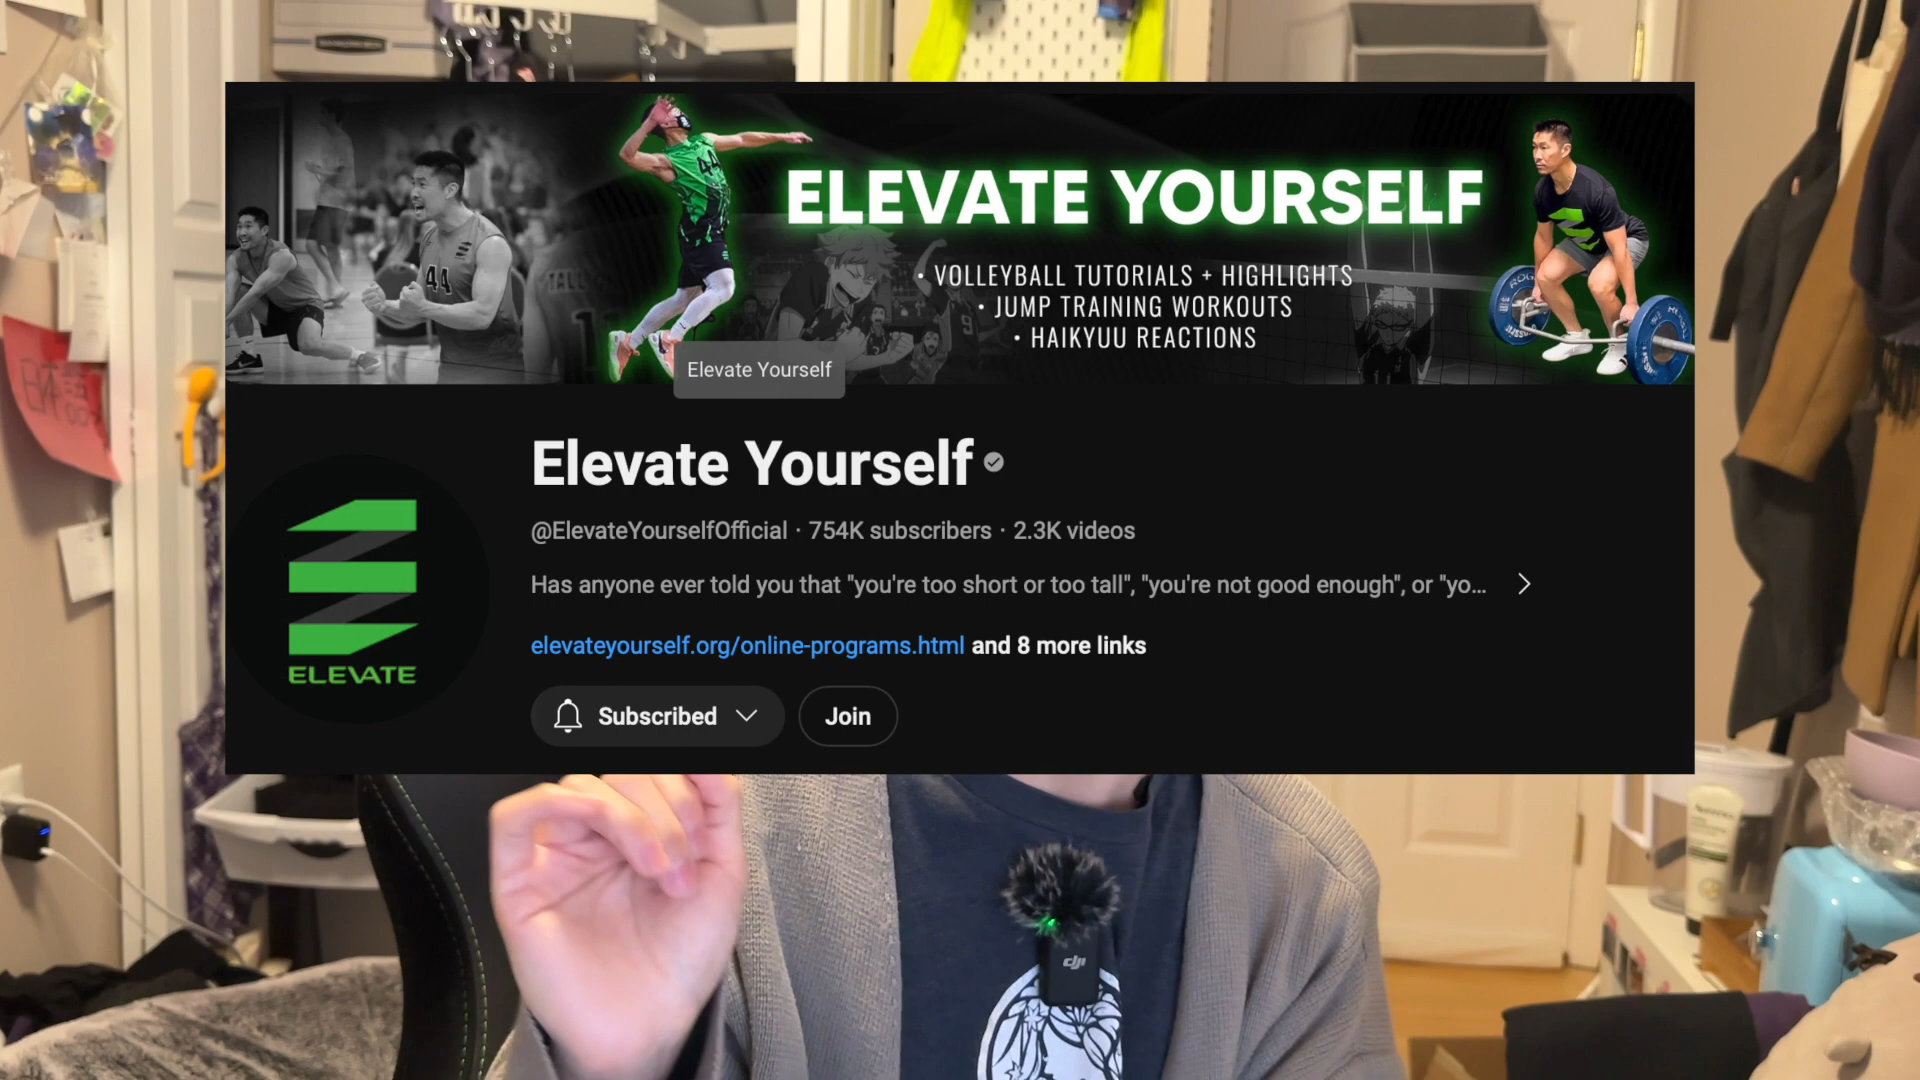 ELEVATE YOURSELF
• VOLLEYBALL TUTORIALS + HIGHLIGHTS
• JUMP TRAINING WORKOUTS
• HAIKYUU REACTIONS
44
44
Elevate Yourself
Elevate Yourself
@ElevateYourselfOfficial · 754K subscribers · 2.3K videos
Has anyone ever told you that "you're too short or too tall", "you're not good enough", or "yo...
elevateyourself.org/online-programs.html and 8 more links
ELEVATE
Subscribed
Join
dji